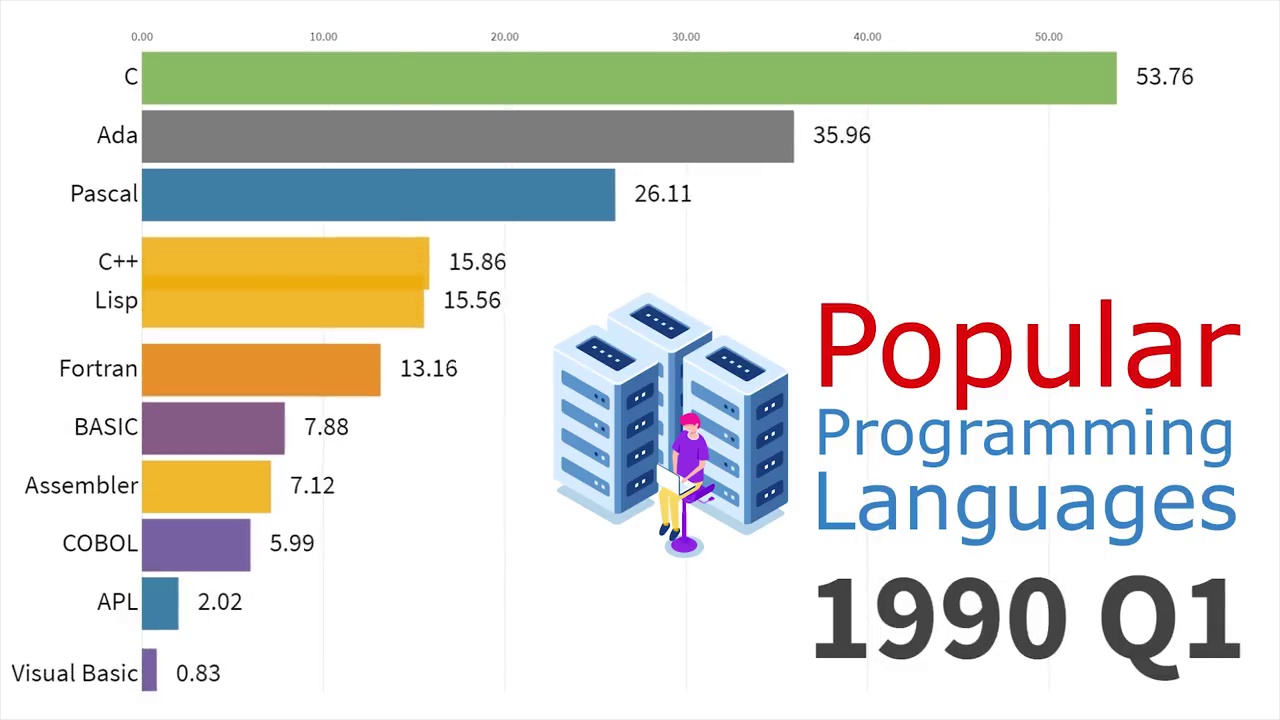 0.00 10.00 20.00 30.00 40.00 50.00
C 53.76
Ada 35.96
Pascal 26.11
C++ 15.86
Lisp 15.56
Fortran 13.16
BASIC 7.88
Assembler 7.12
COBOL 5.99
APL 2.02
Visual Basic 0.83
Popular
Programming
Languages
1990 Q1